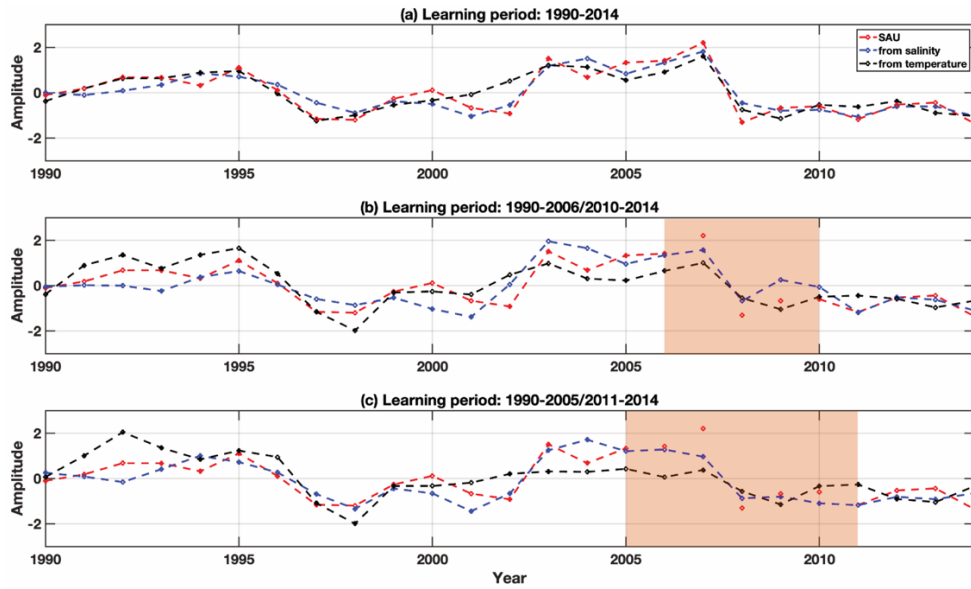 (a) Learning period: 1990-2014
SAU
from salinity
from temperature
Amplitude
2
0
-2
1990 1995 2000 2005 2010
(b) Learning period: 1990-2006/2010-2014
Amplitude
2
0
-2
1990 1995 2000 2005 2010
(c) Learning period: 1990-2005/2011-2014
Amplitude
2
0
-2
1990 1995 2000 2005 2010
Year